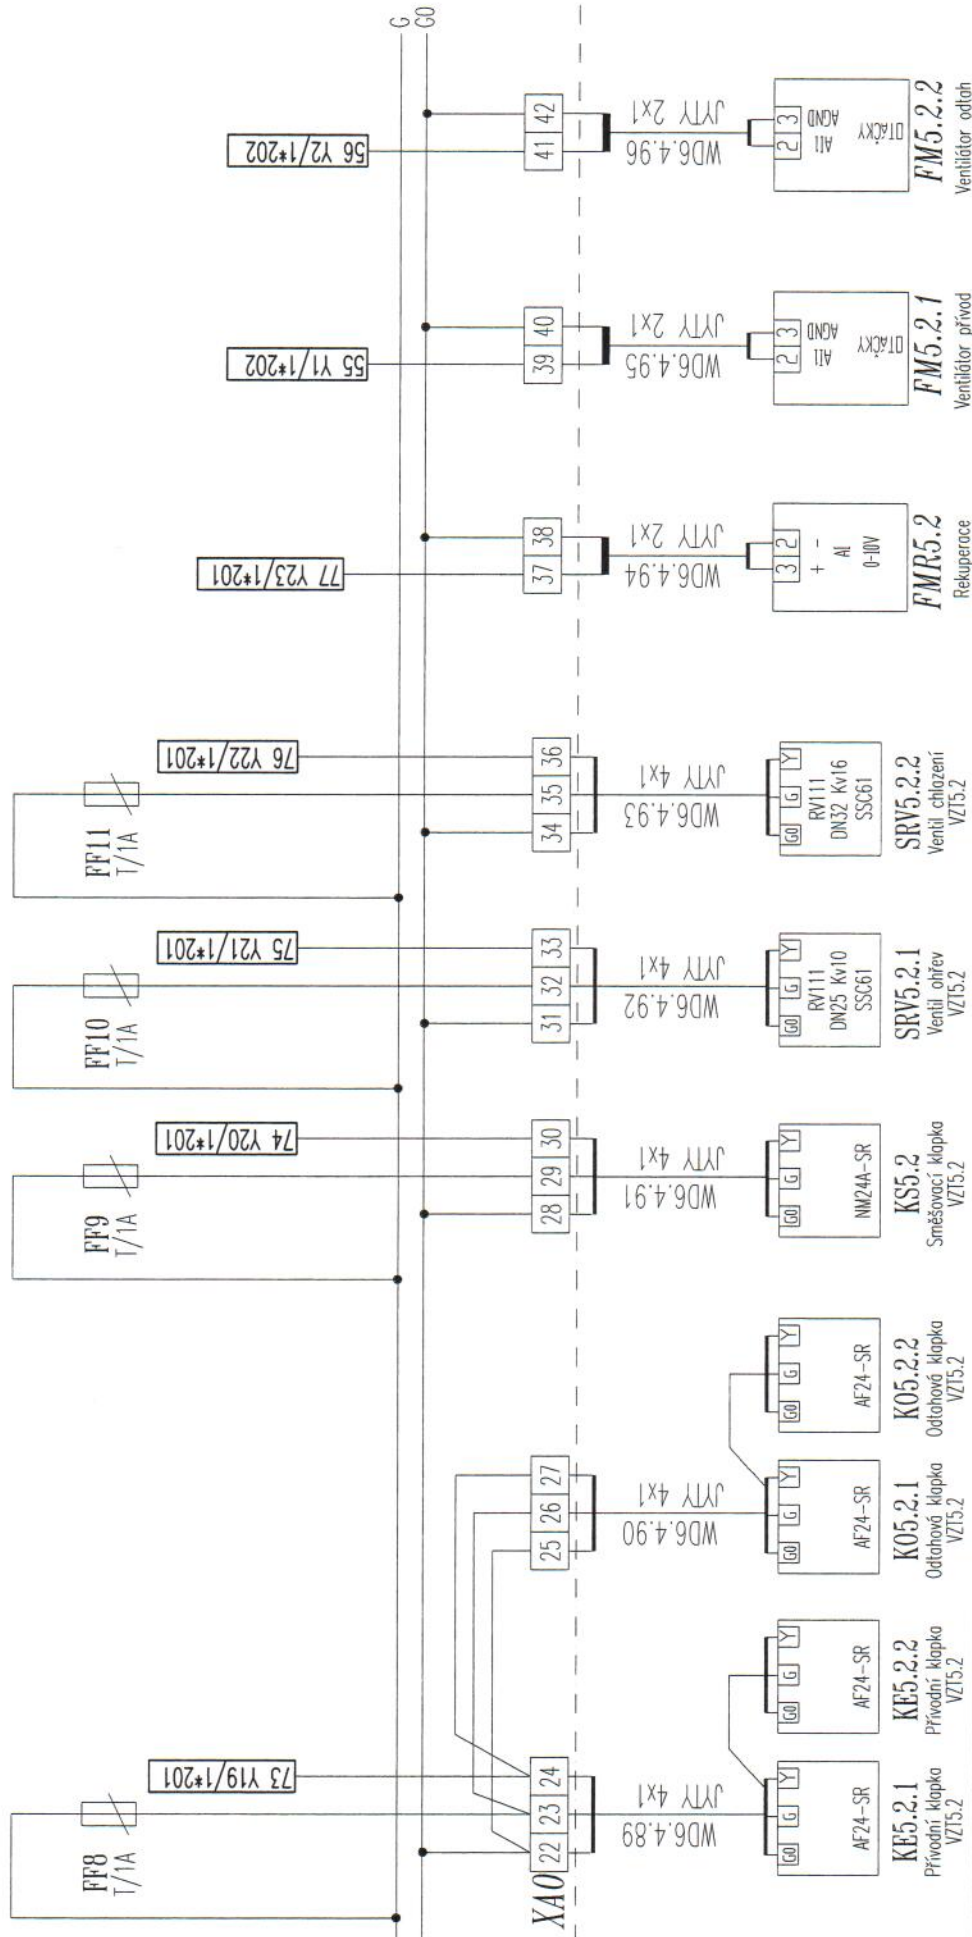 G
G0
FF8
T/1A
73 Y19/1*201
FF9
T/1A
74 Y20/1*201
FF10
T/1A
75 Y21/1*201
FF11
T/1A
76 Y22/1*201
77 Y23/1*201
55 Y1/1*202
56 Y2/1*202
XA0
22 23 24
25 26 27
28 29 30
31 32 33
34 35 36
37 38
39 40
41 42
WD6.4.89
JYTY 4x1
WD6.4.90
JYTY 4x1
WD6.4.91
JYTY 4x1
WD6.4.92
JYTY 4x1
WD6.4.93
JYTY 4x1
WD6.4.94
JYTY 2x1
WD6.4.95
JYTY 2x1
WD6.4.96
JYTY 2x1
G0 G Y
AF24-SR
KE5.2.1
Přívodní klapka
VZT5.2
G0 G Y
AF24-SR
KE5.2.2
Přívodní klapka
VZT5.2
G0 G Y
AF24-SR
KO5.2.1
Odtahová klapka
VZT5.2
G0 G Y
AF24-SR
KO5.2.2
Odtahová klapka
VZT5.2
G0 G Y
NM24A-SR
KS5.2
Směšovací klapka
VZT5.2
G0 G Y
RV111
DN25 Kv10
SSC61
SRV5.2.1
Ventil ohřev
VZT5.2
G0 G Y
RV111
DN32 Kv16
SSC61
SRV5.2.2
Ventil chlazení
VZT5.2
3 2
+ -
AI
0-10V
FMR5.2
Rekuperace
2 3
AI1 AGND
OTÁČKY
FM5.2.1
Ventilátor přívod
2 3
AI1 AGND
OTÁČKY
FM5.2.2
Ventilátor odtah